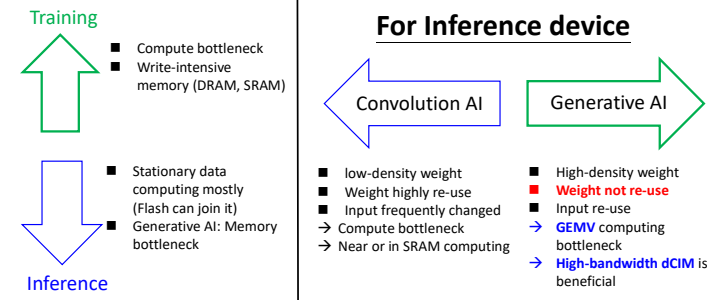 Training
■ Compute bottleneck
■ Write-intensive
memory (DRAM, SRAM)
■ Stationary data
computing mostly
(Flash can join it)
■ Generative AI: Memory
bottleneck
Inference
For Inference device
Convolution AI
■ low-density weight
■ Weight highly re-use
■ Input frequently changed
→ Compute bottleneck
→ Near or in SRAM computing
Generative AI
■ High-density weight
■ Weight not re-use
■ Input re-use
→ GEMV computing
bottleneck
→ High-bandwidth dCIM is
beneficial